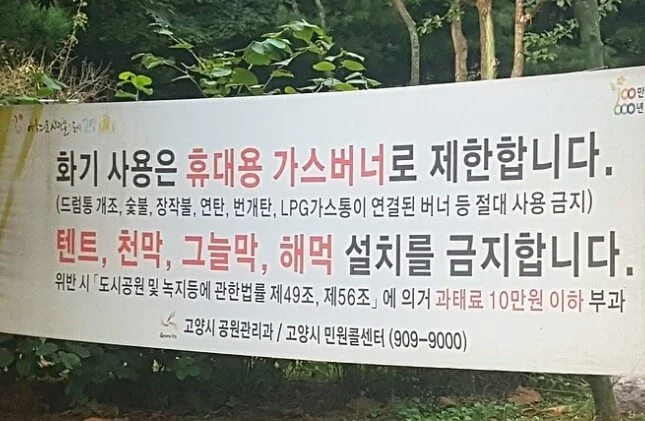 100만
화기 사용은 휴대용 가스버너로 제한합니다.
(드럼통 개조, 숯불, 장작불, 연탄, 번개탄, LPG가스통이 연결된 버너 등 절대 사용 금지)
텐트, 천막, 그늘막, 해먹 설치를 금지합니다.
위반 시 「도시공원 및 녹지등에 관한법률 제49조, 제56조」에 의거 과태료 10만원 이하 부과
고양시 공원관리과 / 고양시 민원콜센터 (909-9000)